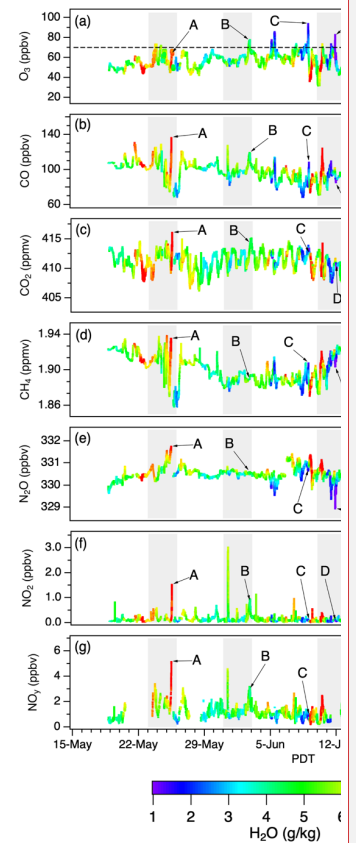 (a)
A
B
C
O3 (ppbv)
100
80
60
40
20
(b)
A
B
C
CO (ppbv)
140
100
60
(c)
A
B
C
D
CO2 (ppmv)
415
410
405
(d)
A
B
C
CH4 (ppmv)
1.94
1.90
1.86
(e)
A
B
C
N2O (ppbv)
332
331
330
329
(f)
A
B
C
D
NO2 (ppbv)
3.0
2.0
1.0
0.0
(g)
A
B
C
NOy (ppbv)
6
4
2
0
15-May 22-May 29-May 5-Jun 12-J
PDT
1 2 3 4 5
H2O (g/kg)